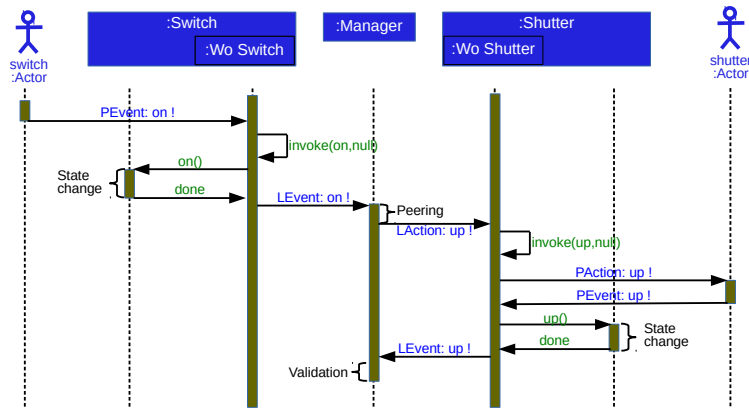 :Switch
:Wo Switch
:Manager
:Shutter
:Wo Shutter
switch
:Actor
shutter
:Actor
PEvent: on !
invoke(on,null)
on()
State
change
done
LEvent: on !
Peering
LAction: up !
invoke(up,null)
PAction: up !
PEvent: up !
up()
State
change
done
LEvent: up !
Validation